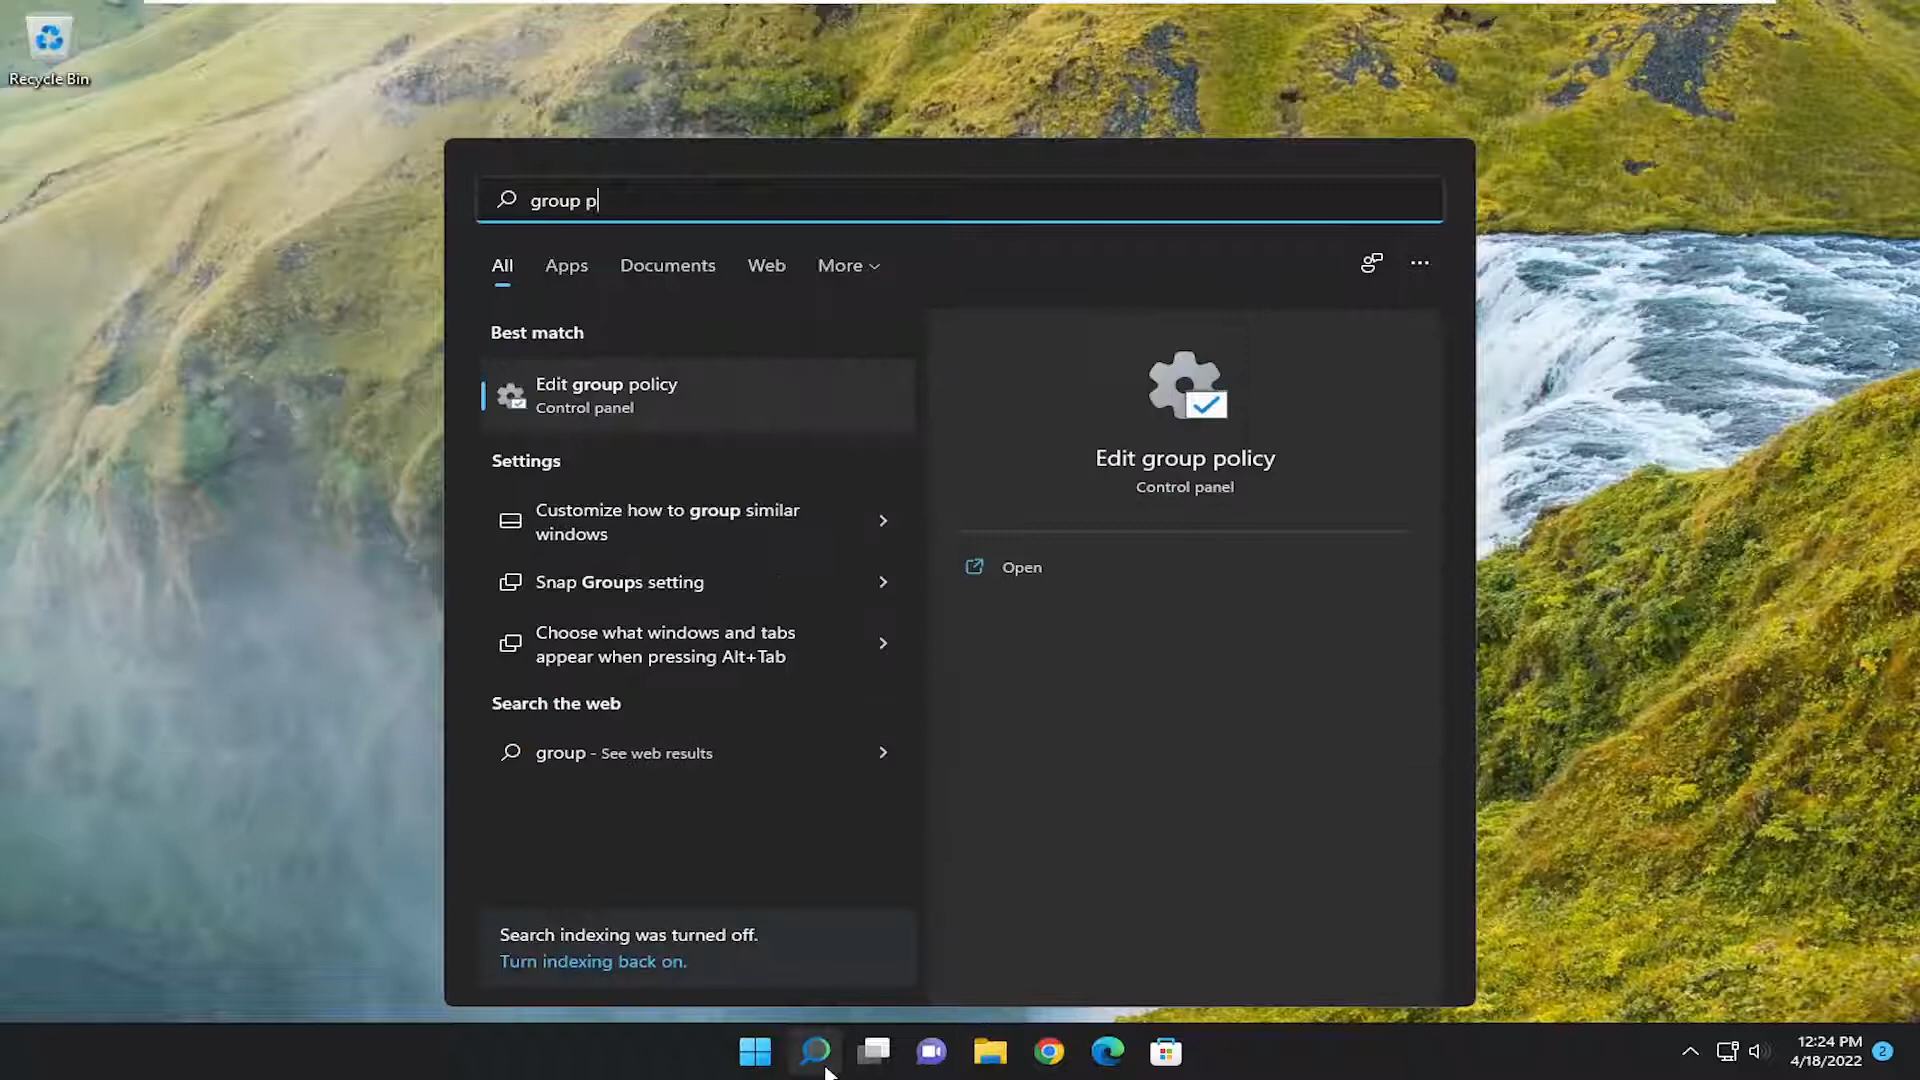 Recycle Bin
group p
All Apps Documents Web More
Best match
Edit group policy
Control panel
Settings
Customize how to group similar
windows
Snap Groups setting
Choose what windows and tabs
appear when pressing Alt+Tab
Search the web
group - See web results
Search indexing was turned off.
Turn indexing back on.
Edit group policy
Control panel
Open
12:24 PM
4/18/2022
2